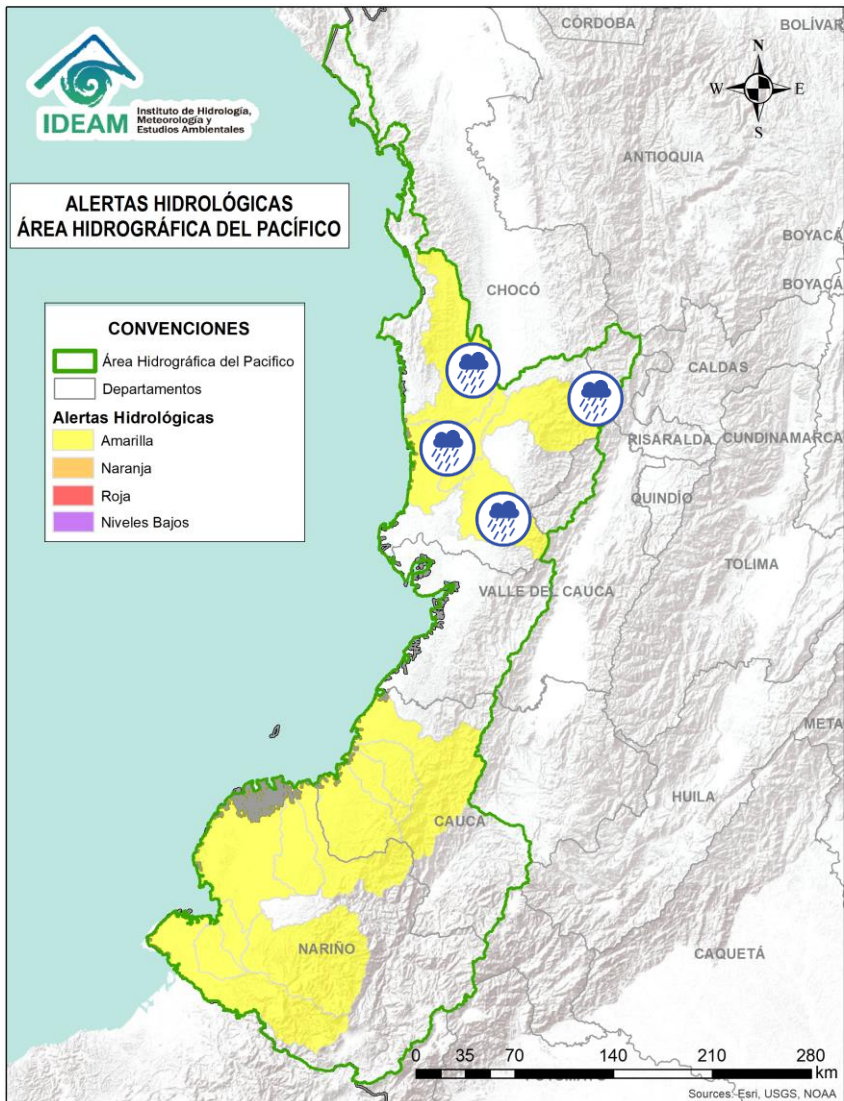 IDEAM
Instituto de Hidrología,
Meteorología y
Estudios Ambientales
ALERTAS HIDROLÓGICAS
ÁREA HIDROGRÁFICA DEL PACÍFICO
CONVENCIONES
Área Hidrográfica del Pacifico
Departamentos
Alertas Hidrológicas
Amarilla
Naranja
Roja
Niveles Bajos
CÓRDOBA
BOLÍVAR
N
W E
S
ANTIOQUIA
BOYACÁ
BOYACÁ
CHOCÓ
CALDAS
RISARALDA
CUNDINAMARCA
QUINDÍO
TOLIMA
VALLE DEL CAUCA
META
HUILA
CAUCA
NARIÑO
CAQUETÁ
0 35 70 140 210 280
km
Sources: Esri, USGS, NOAA